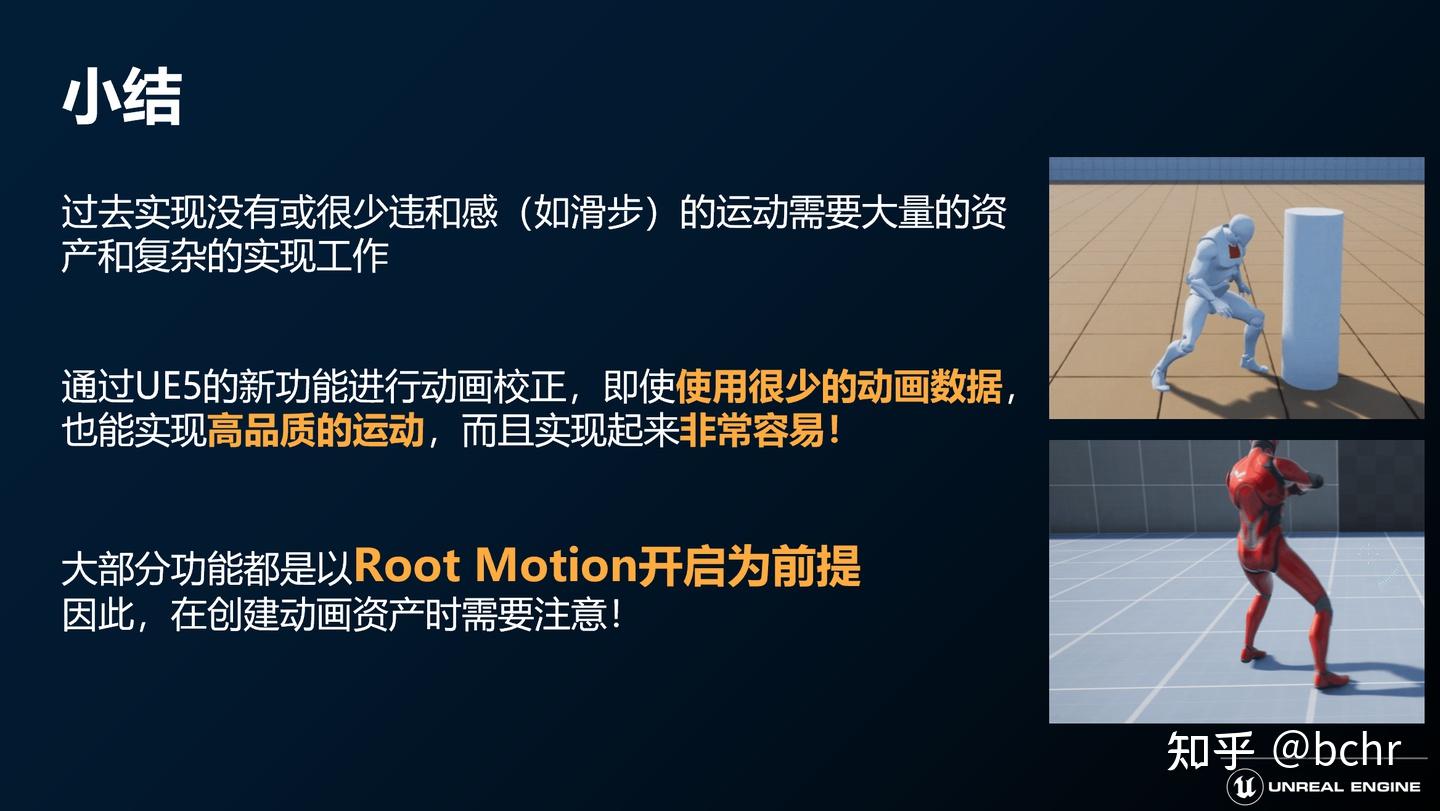 小结
过去实现没有或很少违和感（如滑步）的运动需要大量的资
产和复杂的实现工作
通过UE5的新功能进行动画校正，即使使用很少的动画数据，
也能实现高品质的运动，而且实现起来非常容易！
大部分功能都是以Root Motion开启为前提
因此，在创建动画资产时需要注意！
知乎 @bchr
UNREAL ENGINE